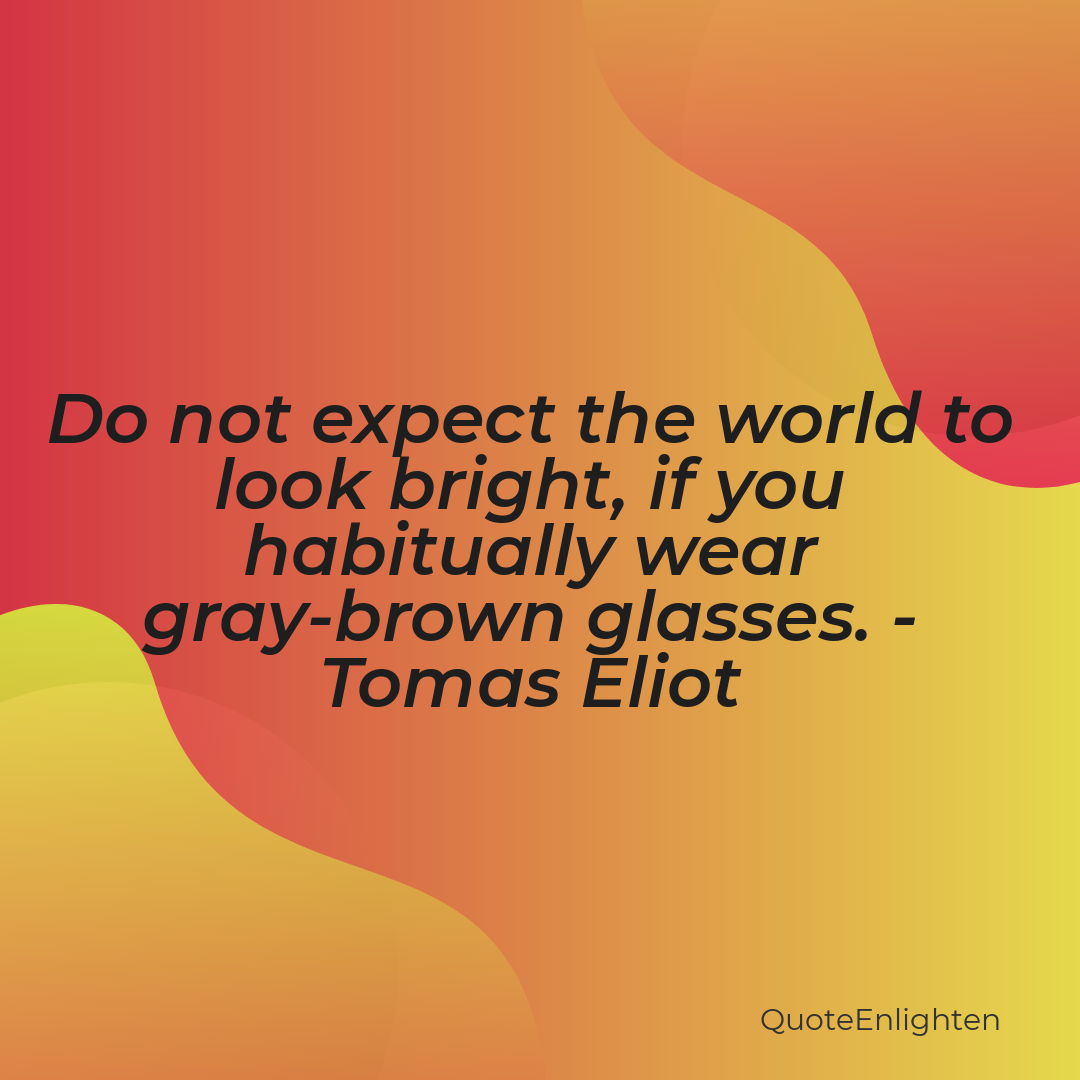 Do not expect the world to
look bright, if you
habitually wear
gray-brown glasses. -
Tomas Eliot
QuoteEnlighten